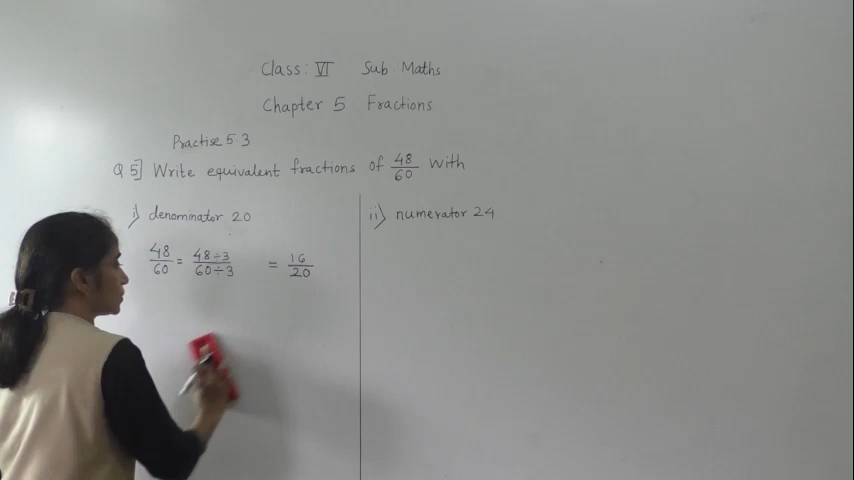 Class: VI Sub Maths
Chapter 5 Fractions
Practise 5.3
Q 5] Write equivalent fractions of 48/60 with
i) denominator 20
48/60 = 48÷3/60÷3 = 16/20
ii) numerator 24